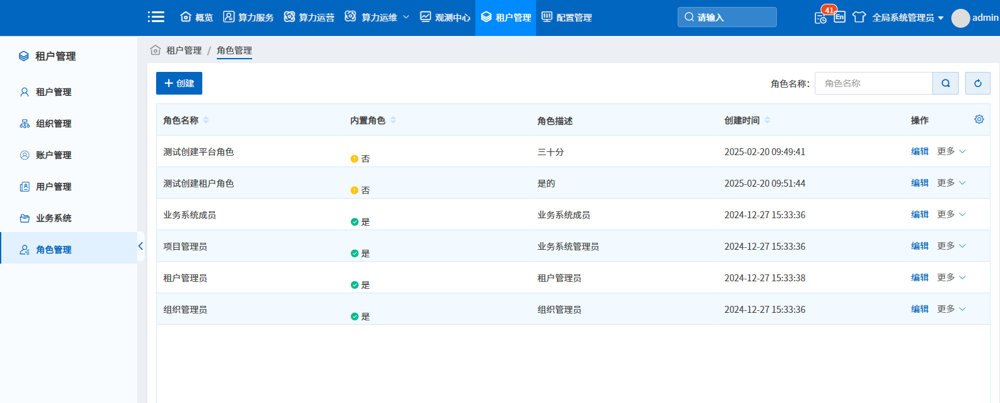 概览 算力服务 算力运营 算力运维 观测中心 租户管理 配置管理 请输入 41 En 全局系统管理员 admin
租户管理
租户管理
组织管理
账户管理
用户管理
业务系统
角色管理
租户管理 / 角色管理
创建 角色名称: 角色名称
角色名称 内置角色 角色描述 创建时间 操作
测试创建平台角色 否 三十分 2025-02-20 09:49:41 编辑 更多
测试创建租户角色 否 是的 2025-02-20 09:51:44 编辑 更多
业务系统成员 是 业务系统成员 2024-12-27 15:33:36 编辑 更多
项目管理员 是 业务系统管理员 2024-12-27 15:33:36 编辑 更多
租户管理员 是 租户管理员 2024-12-27 15:33:38 编辑 更多
组织管理员 是 组织管理员 2024-12-27 15:33:36 编辑 更多